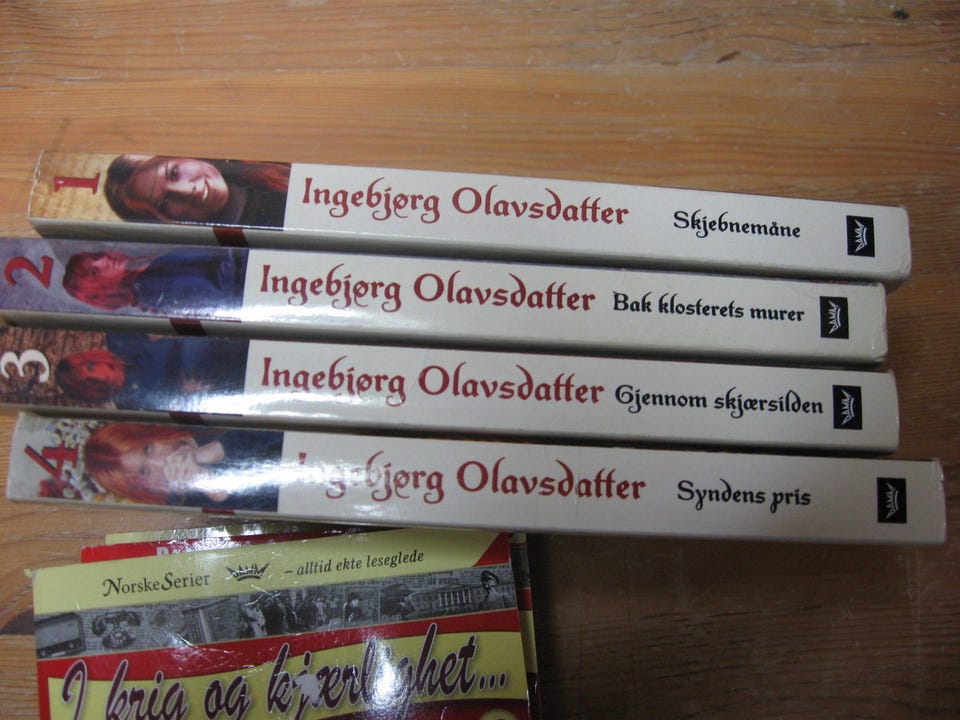 1 Ingebjørg Olavsdatter Skjebnemåne
2 Ingebjørg Olavsdatter Bak klosterets murer
3 Ingebjørg Olavsdatter Gjennom skjærsilden
4 Ingebjørg Olavsdatter Syndens pris
NorskeSerier – alltid ekte leseglede
I krig og kjærlighet...